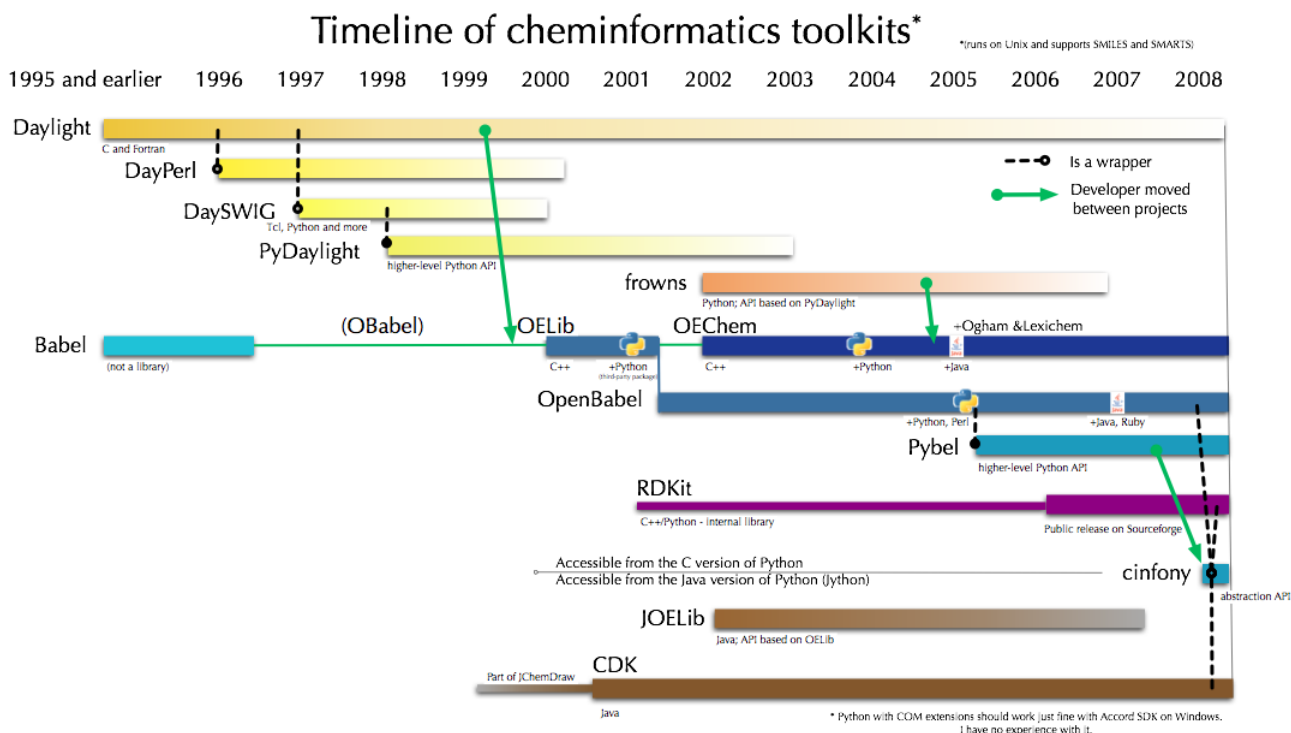 Timeline of cheminformatics toolkits*
*(runs on Unix and supports SMILES and SMARTS)
1995 and earlier 1996 1997 1998 1999 2000 2001 2002 2003 2004 2005 2006 2007 2008
Daylight
C and Fortran
DayPerl
Is a wrapper
Developer moved
between projects
DaySWIG
Tcl, Python and more
PyDaylight
higher-level Python API
frowns
Python; API based on PyDaylight
Babel
(not a library)
(OBabel)
OELib
C++
+Python
(third-party package)
OEChem
C++
+Python
+Ogham &Lexichem
+Java
OpenBabel
+Python, Perl
+Java, Ruby
Pybel
higher-level Python API
RDKit
C++/Python - internal library
Public release on Sourceforge
Accessible from the C version of Python
Accessible from the Java version of Python (Jython)
cinfony
abstraction API
JOELib
Java; API based on OELib
CDK
Part of JChemDraw
Java
* Python with COM extensions should work just fine with Accord SDK on Windows.
I have no experience with it.